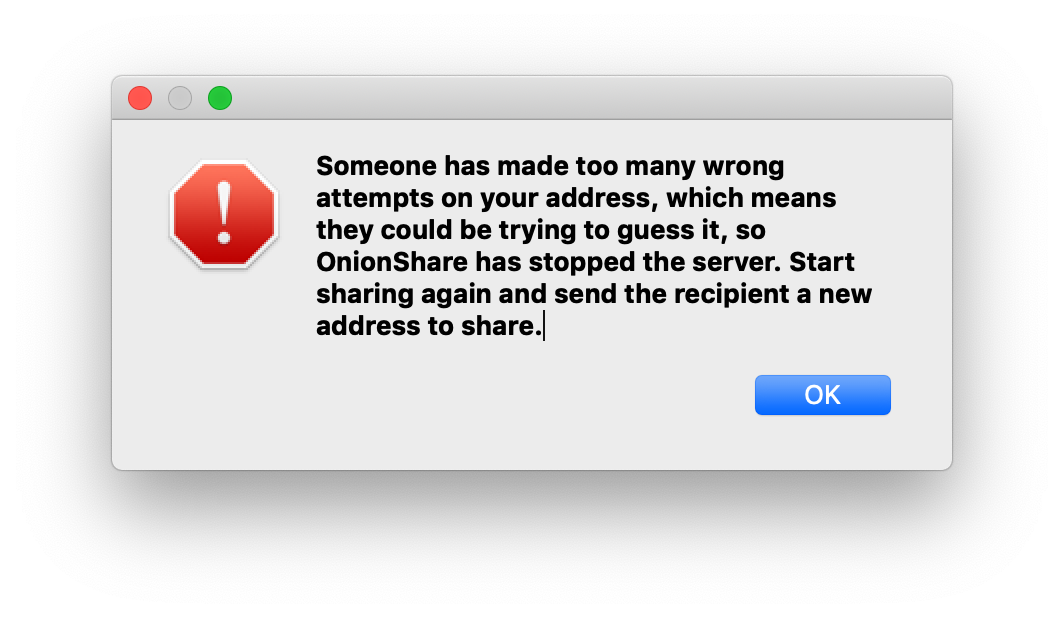 Someone has made too many wrong
attempts on your address, which means
they could be trying to guess it, so
OnionShare has stopped the server. Start
sharing again and send the recipient a new
address to share.
OK